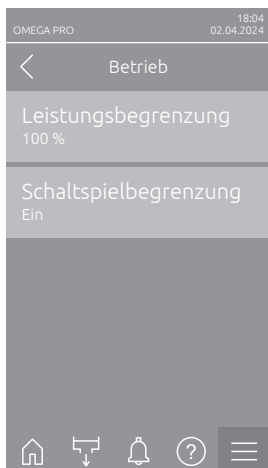 18:04
OMEGA PRO 02.04.2024
Betrieb
Leistungsbegrenzung
100 %
Schaltspielbegrenzung
Ein
?